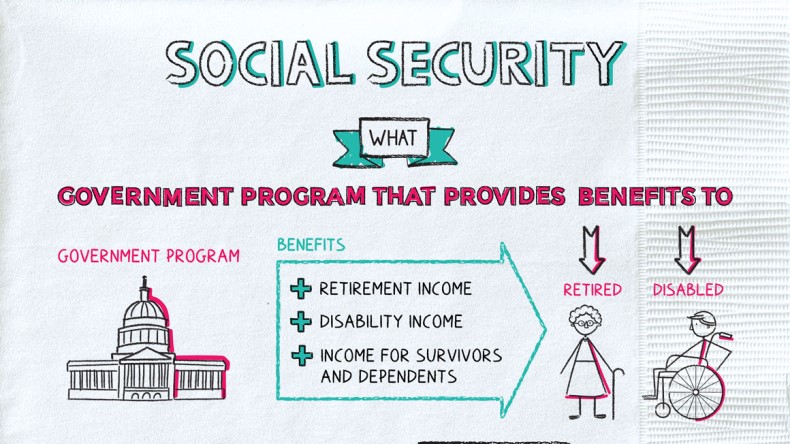 SOCIAL SECURITY
WHAT
GOVERNMENT PROGRAM THAT PROVIDES BENEFITS TO
GOVERNMENT PROGRAM
BENEFITS
RETIREMENT INCOME
DISABILITY INCOME
INCOME FOR SURVIVORS
AND DEPENDENTS
RETIRED
DISABLED